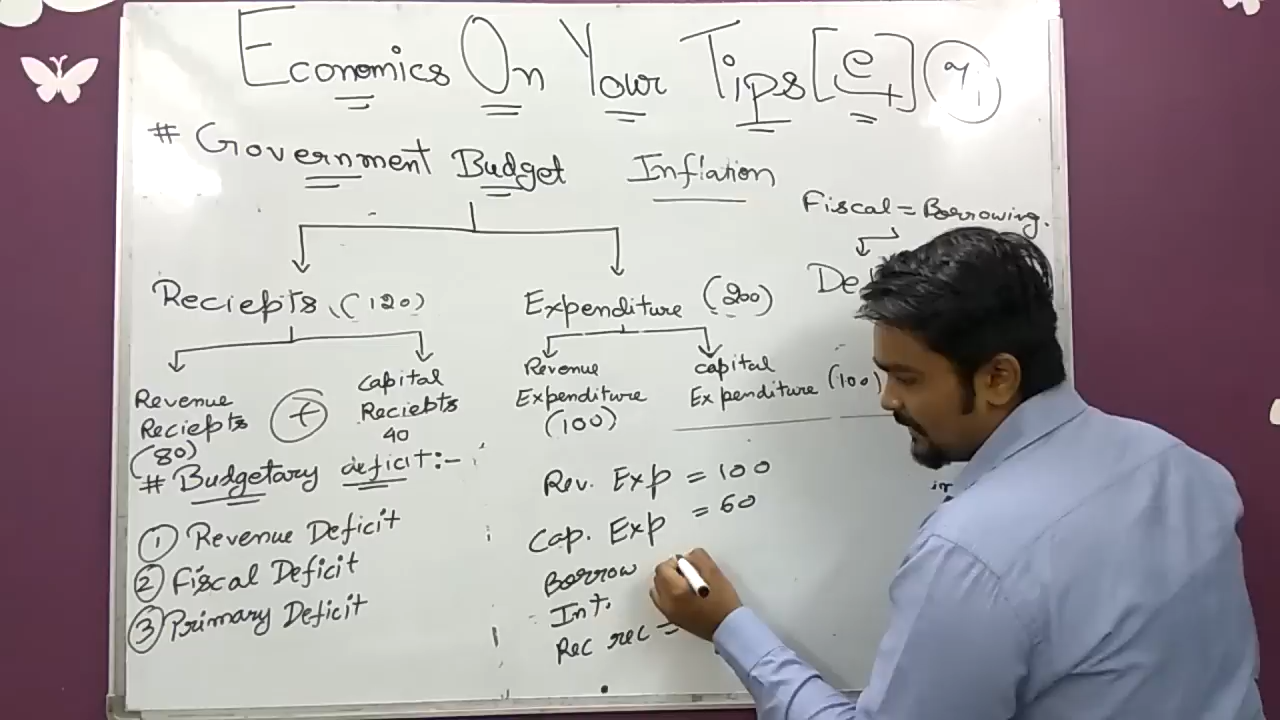 Economics On Your Tips [e+]
# Government Budget
Inflation
Fiscal = Borrowing.
Reciepts, (120)
Expenditure (200)
De
Revenue
Reciepts
(80)
+
Capital
Reciebts
40
Revenue
Expenditure
(100)
Capital
Expenditure (100)
# Budgetary deficit:-
① Revenue Deficit
② Fiscal Deficit
③ Primary Deficit
Rev. Exp = 100
Cap. Exp = 60
Borrow
Int.
Rec rec =